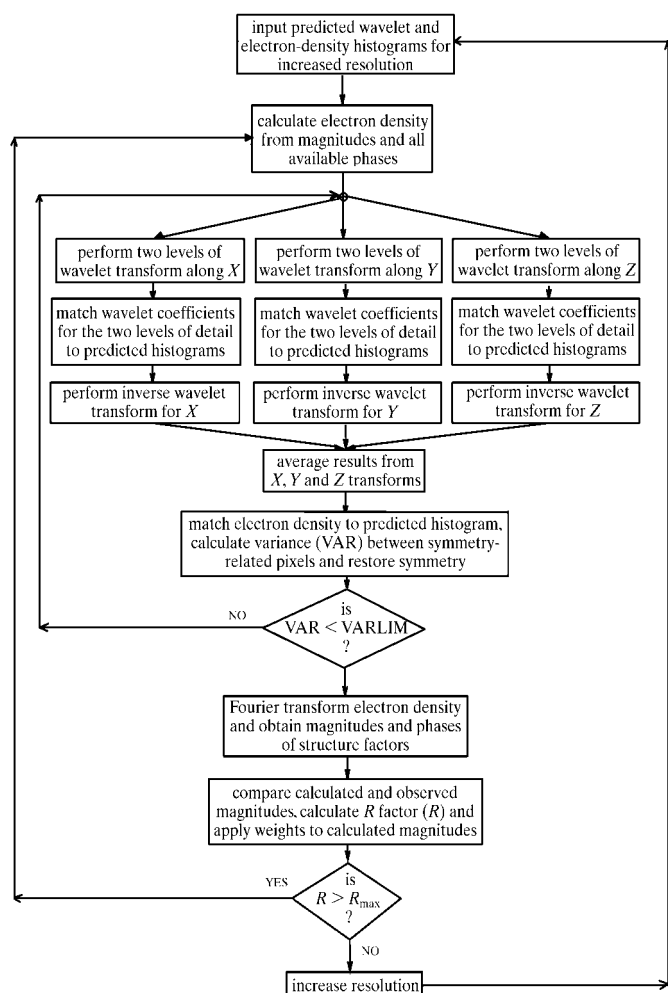 input predicted wavelet and
electron-density histograms for
increased resolution
calculate electron density
from magnitudes and all
available phases
perform two levels of
wavelet transform along X
perform two levels of
wavelet transform along Y
perform two levels of
wavelet transform along Z
match wavelet coefficients
for the two levels of detail
to predicted histograms
match wavelet coefficients
for the two levels of detail
to predicted histograms
match wavelet coefficients
for the two levels of detail
to predicted histograms
perform inverse wavelet
transform for X
perform inverse wavelet
transform for Y
perform inverse wavelet
transform for Z
average results from
X, Y and Z transforms
match electron density to predicted histogram,
calculate variance (VAR) between symmetry-
related pixels and restore symmetry
NO
is
VAR < VARLIM
?
Fourier transform electron density
and obtain magnitudes and phases
of structure factors
compare calculated and observed
magnitudes, calculate R factor (R) and
apply weights to calculated magnitudes
YES
is
R > Rmax
?
NO
increase resolution